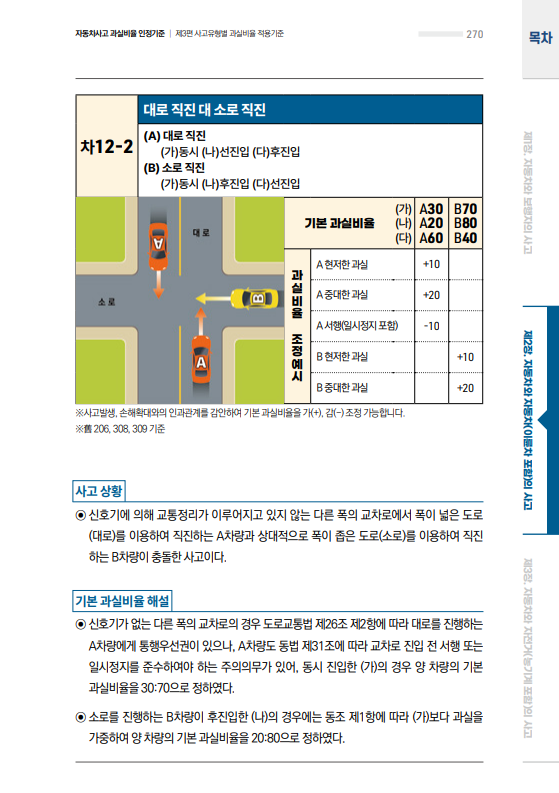 자동차사고 과실비율 인정기준 | 제3편 사고유형별 과실비율 적용기준
270
목차
차12-2
대로 직진 대 소로 직진
(A) 대로 직진
(가)동시 (나)선진입 (다)후진입
(B) 소로 직진
(가)동시 (나)후진입 (다)선진입
대 로
소 로
A
B
A
기본 과실비율
(가) A30 B70
(나) A20 B80
(다) A60 B40
과실비율 조정예시
A 현저한 과실 +10
A 중대한 과실 +20
A 서행(일시정지 포함) -10
B 현저한 과실 +10
B 중대한 과실 +20
※사고발생, 손해확대와의 인과관계를 감안하여 기본 과실비율을 가(+), 감(-) 조정 가능합니다.
※舊 206, 308, 309 기준
사고 상황
◉ 신호기에 의해 교통정리가 이루어지고 있지 않는 다른 폭의 교차로에서 폭이 넓은 도로
(대로)를 이용하여 직진하는 A차량과 상대적으로 폭이 좁은 도로(소로)를 이용하여 직진
하는 B차량이 충돌한 사고이다.
기본 과실비율 해설
◉ 신호기가 없는 다른 폭의 교차로의 경우 도로교통법 제26조 제2항에 따라 대로를 진행하는
A차량에게 통행우선권이 있으나, A차량도 동법 제31조에 따라 교차로 진입 전 서행 또는
일시정지를 준수하여야 하는 주의의무가 있어, 동시 진입한 (가)의 경우 양 차량의 기본
과실비율을 30:70으로 정하였다.
◉ 소로를 진행하는 B차량이 후진입한 (나)의 경우에는 동조 제1항에 따라 (가)보다 과실을
가중하여 양 차량의 기본 과실비율을 20:80으로 정하였다.
제1장. 자동차와 보행자의 사고
제2장. 자동차와 자동차(이륜차 포함)의 사고
제3장. 자동차와 자전거(농기계 포함)의 사고